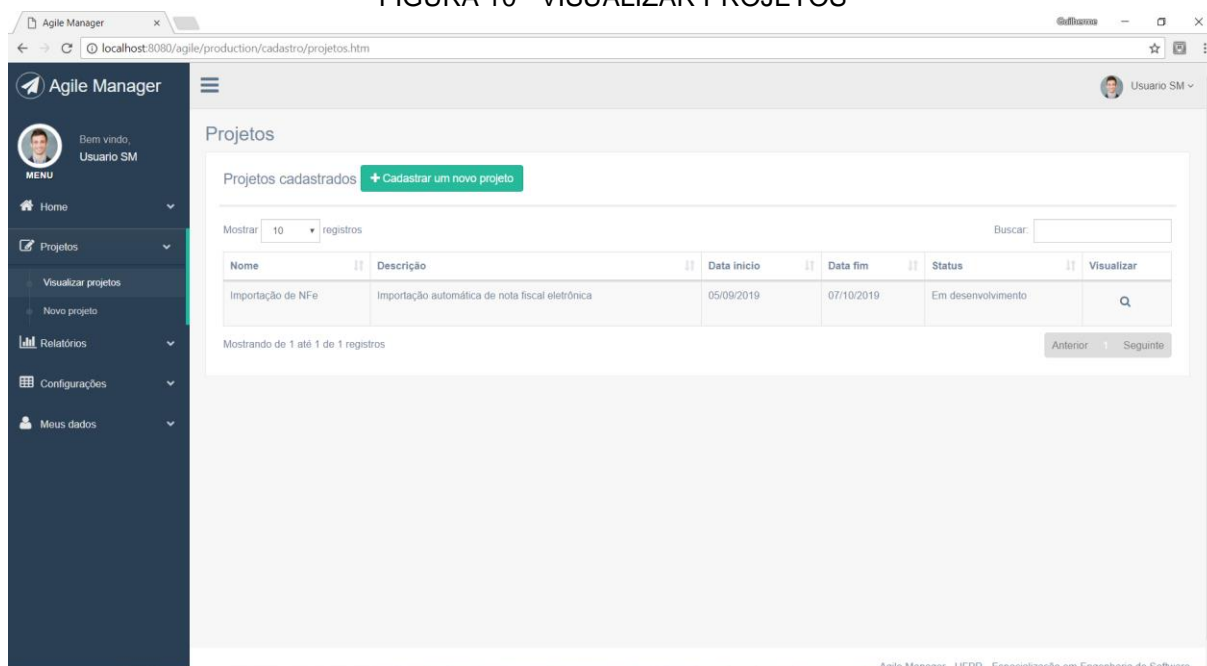 FIGURA 10 - VISUALIZAR PROJETOS
Agile Manager
Guilherme
localhost:8080/agile/production/cadastro/projetos.htm
Agile Manager
Usuario SM
Bem vindo,
Usuario SM
MENU
Home
Projetos
Visualizar projetos
Novo projeto
Relatórios
Configurações
Meus dados
Projetos
Projetos cadastrados + Cadastrar um novo projeto
Mostrar 10 registros
Buscar:
Nome Descrição Data inicio Data fim Status Visualizar
Importação de NFe Importação automática de nota fiscal eletrônica 05/09/2019 07/10/2019 Em desenvolvimento
Mostrando de 1 até 1 de 1 registros
Anterior 1 Seguinte
Agile Manager - UFPR - Especialização em Engenharia de Software